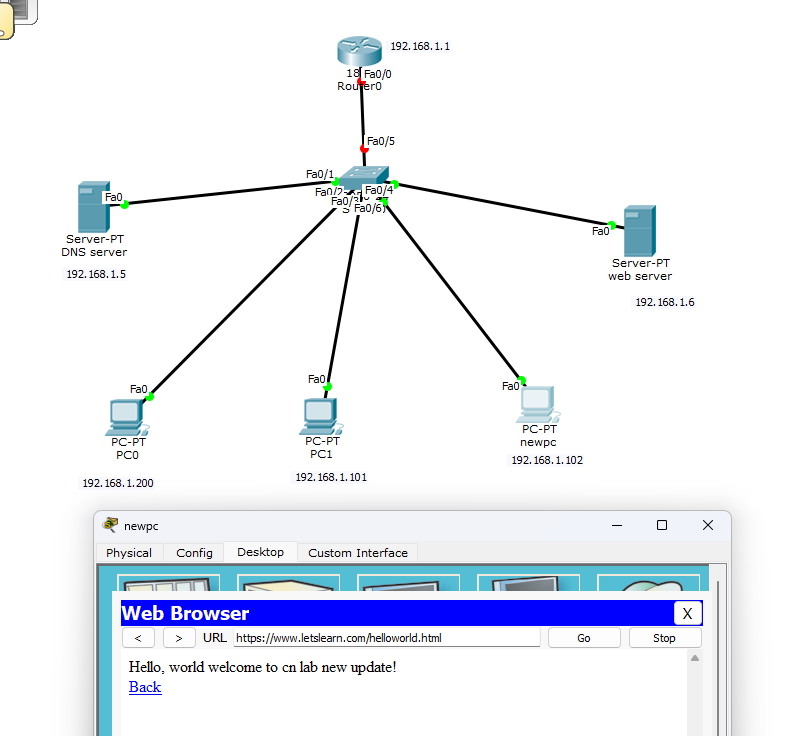 192.168.1.1
Fa0/0
18
Router0
Fa0/5
Fa0/1
Fa0/4
Fa0/2
Fa0/3
Fa0/6
Fa0
Server-PT
DNS server
192.168.1.5
Fa0
Server-PT
web server
192.168.1.6
Fa0
PC-PT
PC0
192.168.1.200
Fa0
PC-PT
PC1
192.168.1.101
Fa0
PC-PT
newpc
192.168.1.102
newpc
Physical Config Desktop Custom Interface
Web Browser X
< > URL https://www.letslearn.com/helloworld.html Go Stop
Hello, world welcome to cn lab new update!
Back